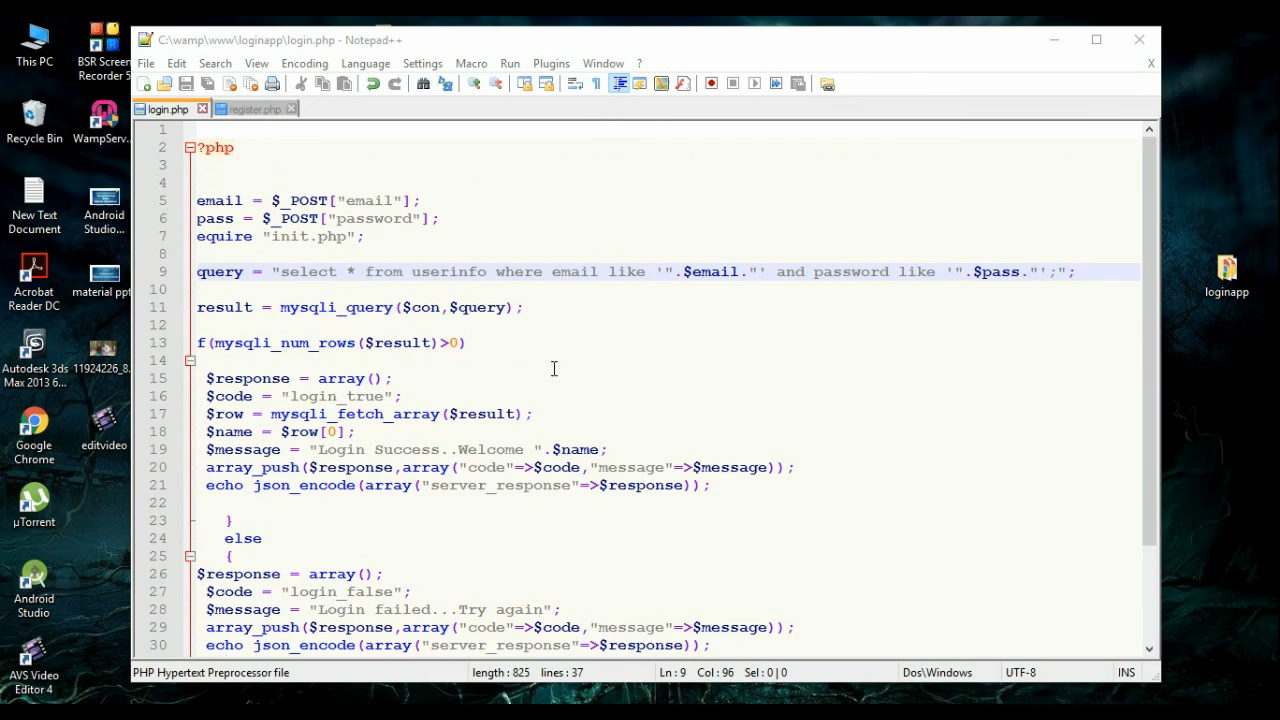 C:\wamp\www\loginapp\login.php - Notepad++
File Edit Search View Encoding Language Settings Macro Run Plugins Window ? X
login.php register.php
1
2 ?php
3
4
5 email = $_POST["email"];
6 pass = $_POST["password"];
7 equire "init.php";
8
9 query = "select * from userinfo where email like '".$email."' and password like '".$pass."';";
10
11 result = mysqli_query($con,$query);
12
13 f(mysqli_num_rows($result)>0)
14
15 $response = array();
16 $code = "login_true";
17 $row = mysqli_fetch_array($result);
18 $name = $row[0];
19 $message = "Login Success..Welcome ".$name;
20 array_push($response,array("code"=>$code,"message"=>$message));
21 echo json_encode(array("server_response"=>$response));
22
23 }
24 else
25 {
26 $response = array();
27 $code = "login_false";
28 $message = "Login failed...Try again";
29 array_push($response,array("code"=>$code,"message"=>$message));
30 echo json_encode(array("server_response"=>$response));
PHP Hypertext Preprocessor file length : 825 lines : 37 Ln : 9 Col : 96 Sel : 0 | 0 Dos\Windows UTF-8 INS
This PC
BSR Screen
Recorder 5
Recycle Bin
WampServ...
New Text
Document
Android
Studio...
Acrobat
Reader DC
material ppt
Autodesk 3ds
Max 2013 6...
11924226_8...
Google
Chrome
editvideo
µTorrent
Android
Studio
AVS Video
Editor 4
loginapp